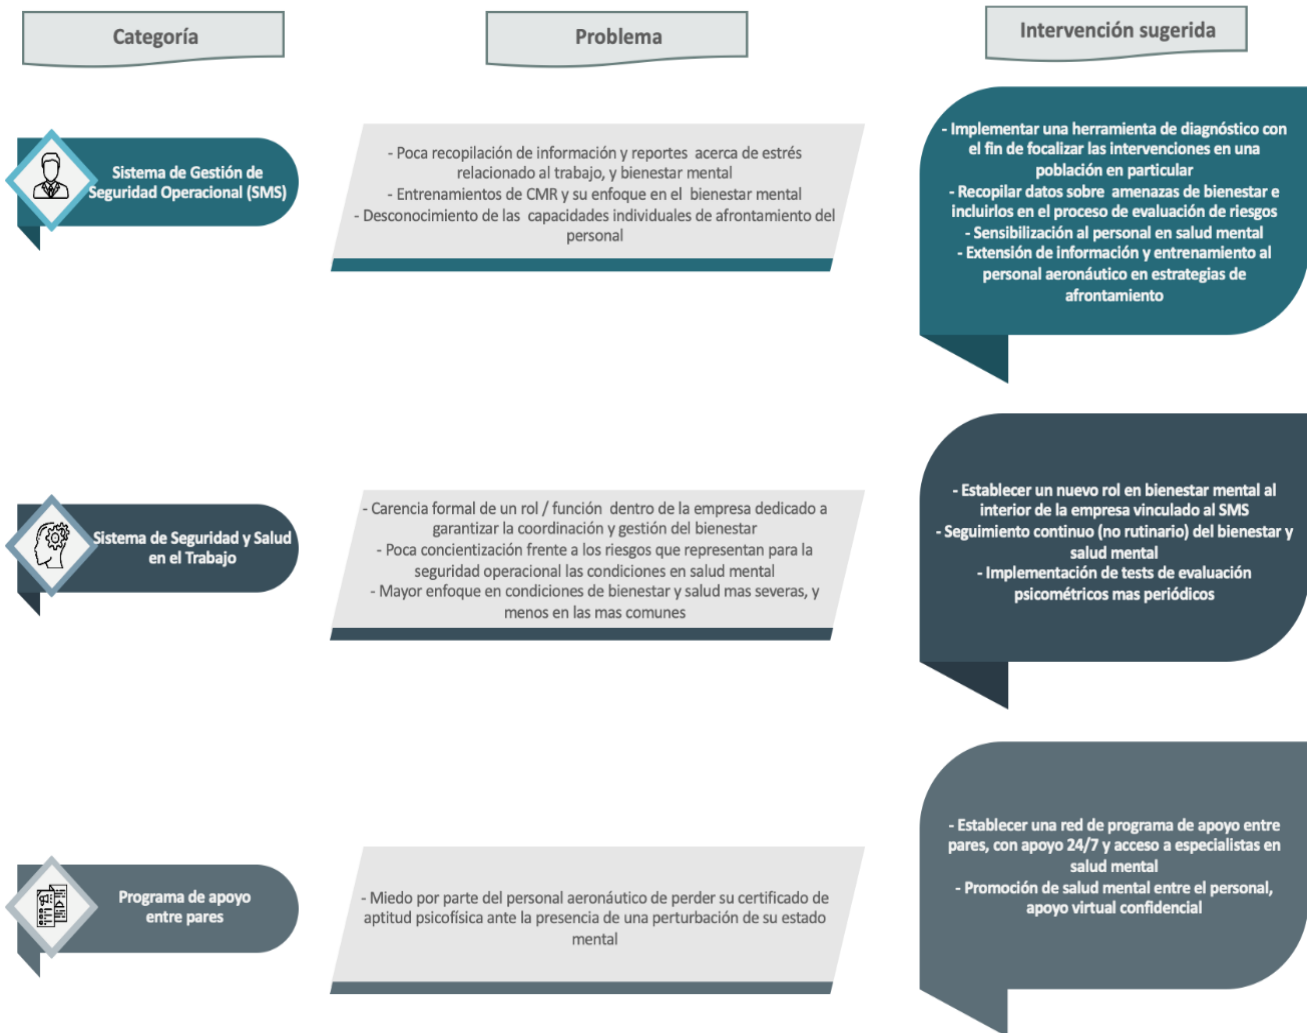 Categoría
Problema
Intervención sugerida
Sistema de Gestión de
Seguridad Operacional (SMS)
- Poca recopilación de información y reportes acerca de estrés
relacionado al trabajo, y bienestar mental
- Entrenamientos de CMR y su enfoque en el bienestar mental
- Desconocimiento de las capacidades individuales de afrontamiento del
personal
- Implementar una herramienta de diagnóstico con
el fin de focalizar las intervenciones en una
población en particular
- Recopilar datos sobre amenazas de bienestar e
incluirlos en el proceso de evaluación de riesgos
- Sensibilización al personal en salud mental
- Extensión de información y entrenamiento al
personal aeronáutico en estrategias de
afrontamiento
Sistema de Seguridad y Salud
en el Trabajo
- Carencia formal de un rol / función dentro de la empresa dedicado a
garantizar la coordinación y gestión del bienestar
- Poca concientización frente a los riesgos que representan para la
seguridad operacional las condiciones en salud mental
- Mayor enfoque en condiciones de bienestar y salud mas severas, y
menos en las mas comunes
- Establecer un nuevo rol en bienestar mental al
interior de la empresa vinculado al SMS
- Seguimiento continuo (no rutinario) del bienestar y
salud mental
- Implementación de tests de evaluación
psicométricos mas periódicos
Programa de apoyo
entre pares
- Miedo por parte del personal aeronáutico de perder su certificado de
aptitud psicofísica ante la presencia de una perturbación de su estado
mental
- Establecer una red de programa de apoyo entre
pares, con apoyo 24/7 y acceso a especialistas en
salud mental
- Promoción de salud mental entre el personal,
apoyo virtual confidencial